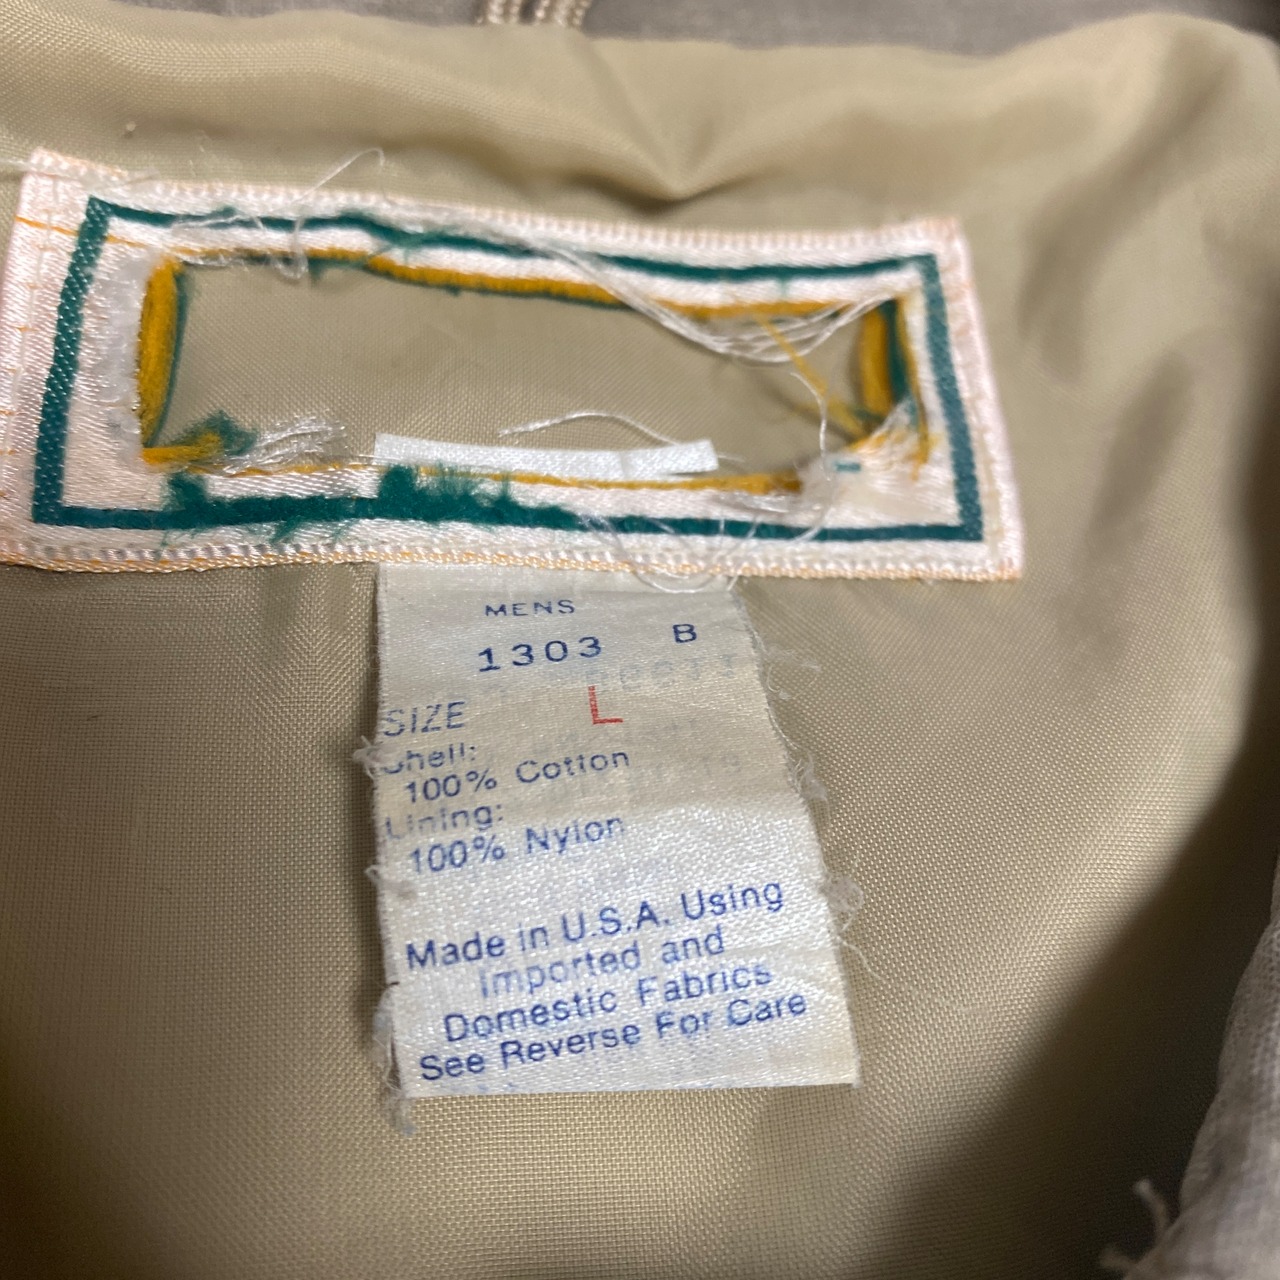 MENS
1303 B
SIZE L
Shell:
100% Cotton
Lining:
100% Nylon
Made in U.S.A. Using
Imported and
Domestic Fabrics
See Reverse For Care